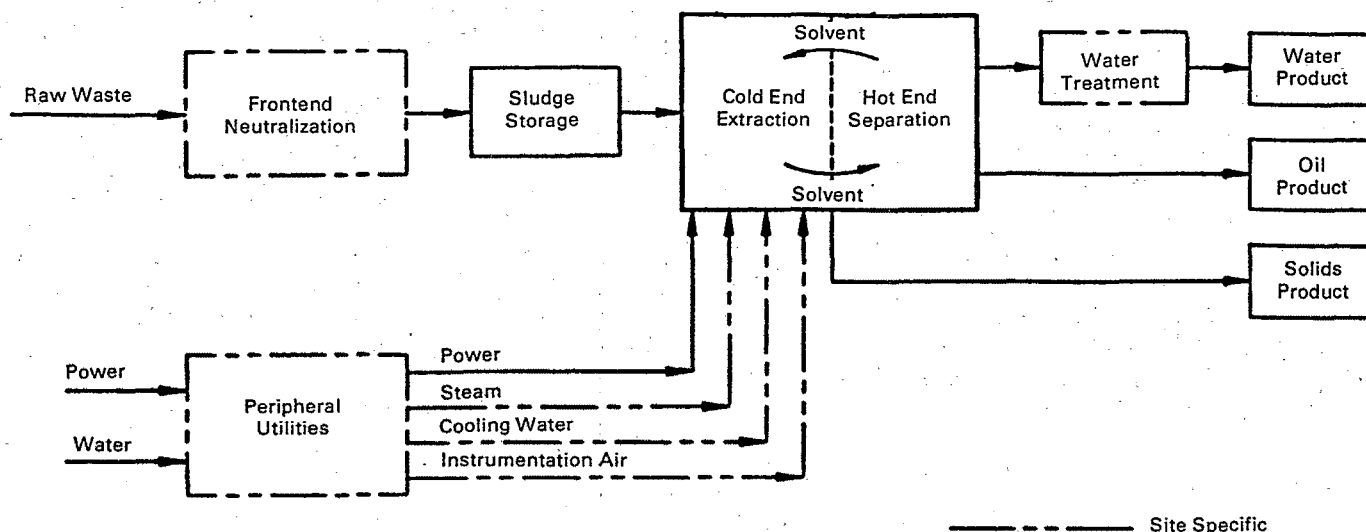 Raw Waste
Frontend
Neutralization
Sludge
Storage
Solvent
Cold End
Extraction
Hot End
Separation
Solvent
Water
Treatment
Water
Product
Oil
Product
Solids
Product
Power
Water
Peripheral
Utilities
Power
Steam
Cooling Water
Instrumentation Air
Site Specific